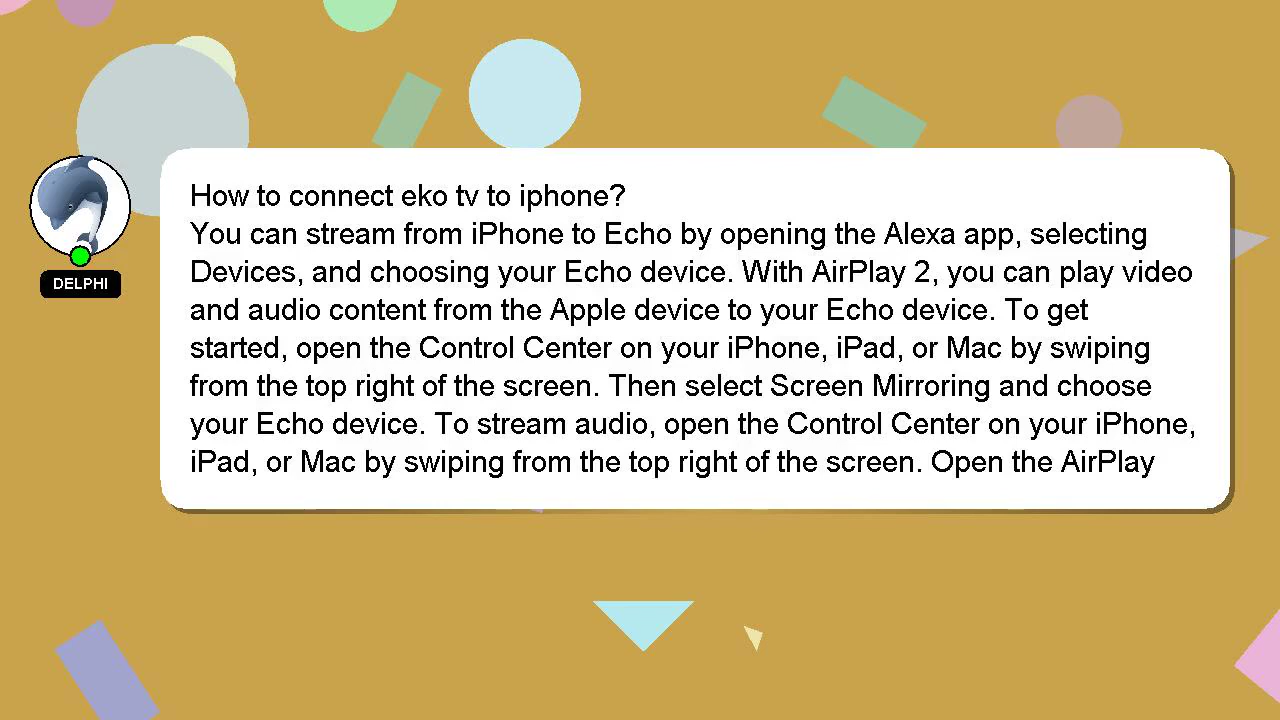 How to connect eko tv to iphone?
You can stream from iPhone to Echo by opening the Alexa app, selecting
Devices, and choosing your Echo device. With AirPlay 2, you can play video
and audio content from the Apple device to your Echo device. To get
started, open the Control Center on your iPhone, iPad, or Mac by swiping
from the top right of the screen. Then select Screen Mirroring and choose
your Echo device. To stream audio, open the Control Center on your iPhone,
iPad, or Mac by swiping from the top right of the screen. Open the AirPlay
DELPHI